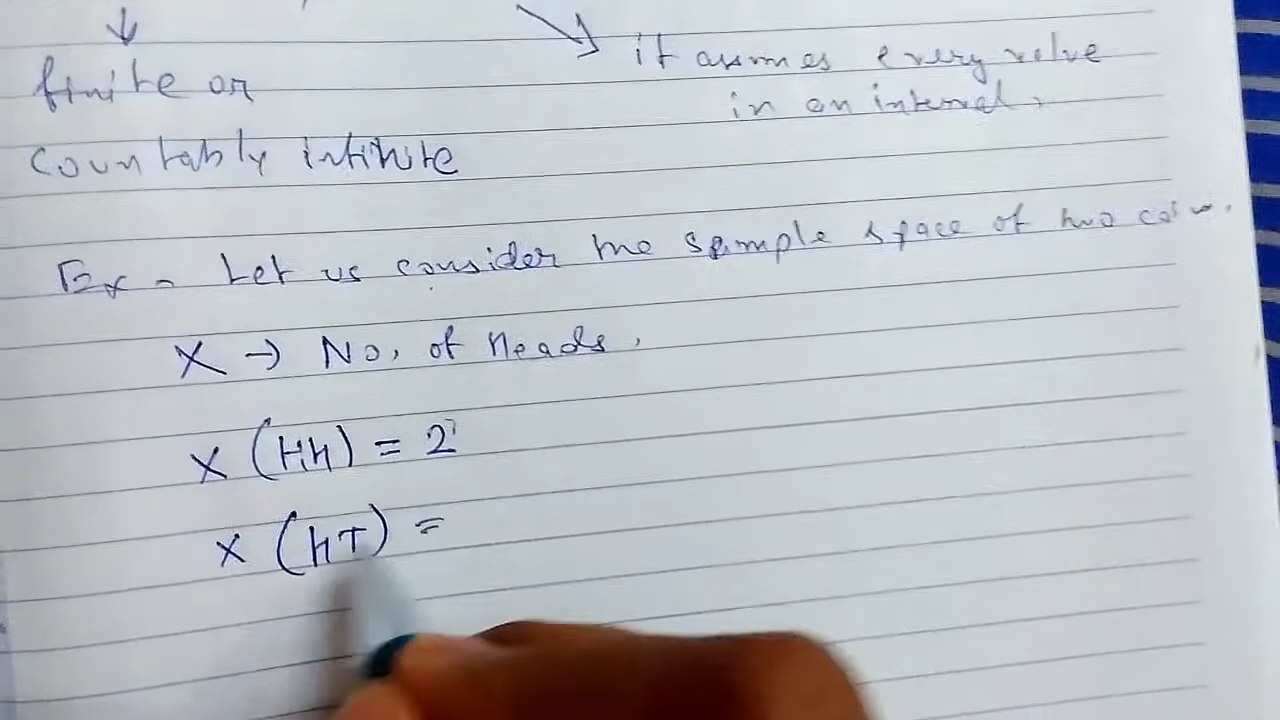 finite or
countably infinite
it assumes every value
in an interval.
Ex - Let us consider the sample space of two coin.
X → No. of Heads.
X (HH) = 2
X (HT) =